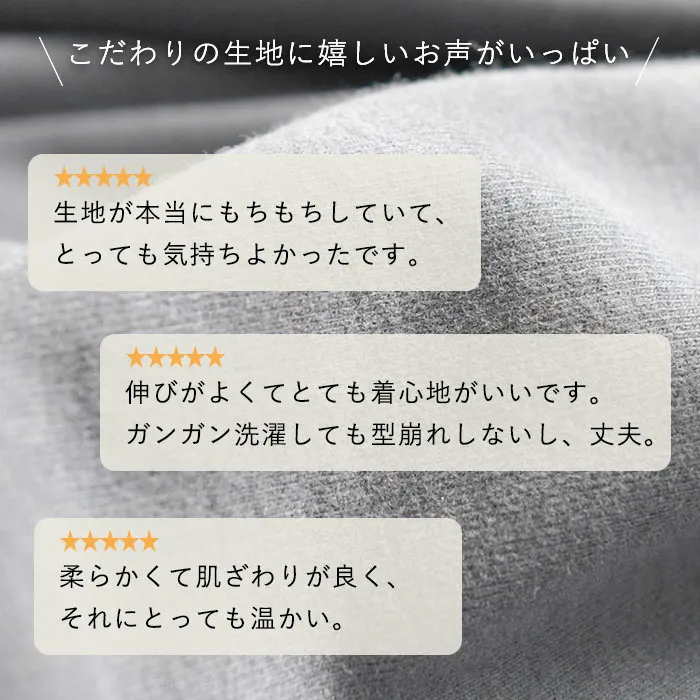 \こだわりの生地に嬉しいお声がいっぱい/
★★★★★
生地が本当にもちもちしていて、
とっても気持ちよかったです。
★★★★★
伸びがよくてとても着心地がいいです。
ガンガン洗濯しても型崩れしないし、丈夫。
★★★★★
柔らかくて肌ざわりが良く、
それにとっても温かい。